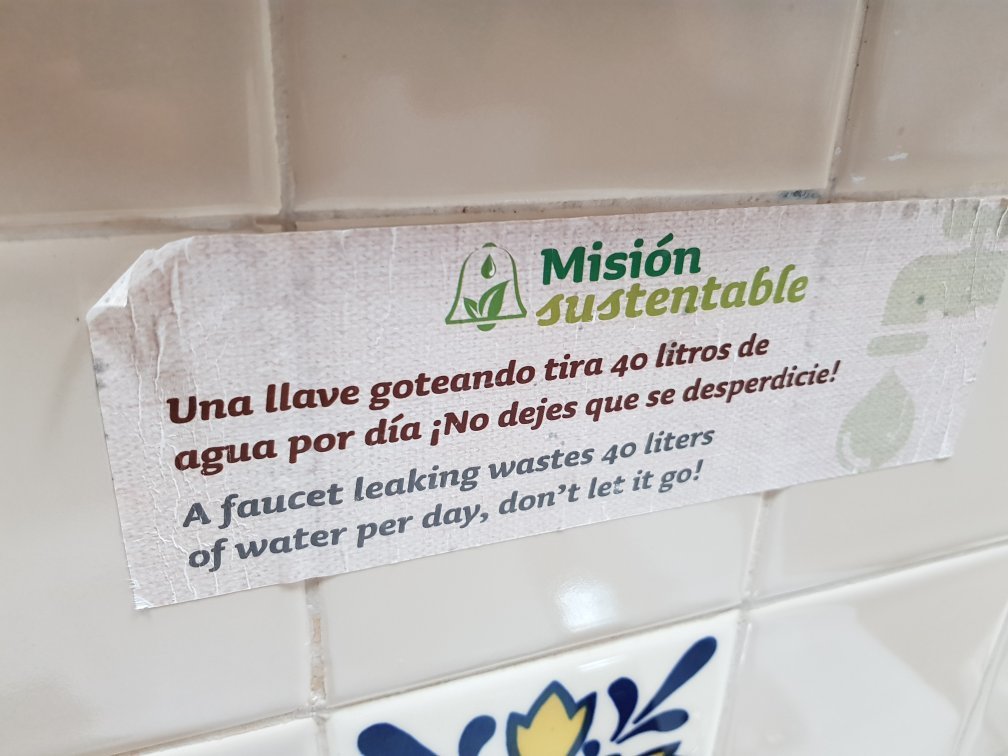 Misión
sustentable
Una llave goteando tira 40 litros de
agua por día ¡No dejes que se desperdicie!
A faucet leaking wastes 40 liters
of water per day, don't let it go!